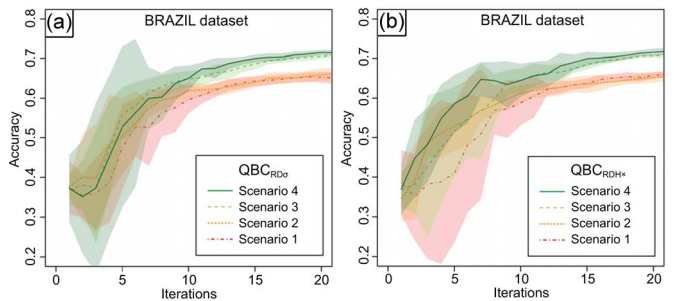 (a)
BRAZIL dataset
0.8
0.7
0.6
0.5
0.4
0.3
0.2
Accuracy
0
5
10
15
20
Iterations
QBCRDσ
Scenario 4
Scenario 3
Scenario 2
Scenario 1
(b)
BRAZIL dataset
0.8
0.7
0.6
0.5
0.4
0.3
0.2
Accuracy
0
5
10
15
20
Iterations
QBCRDH×
Scenario 4
Scenario 3
Scenario 2
Scenario 1